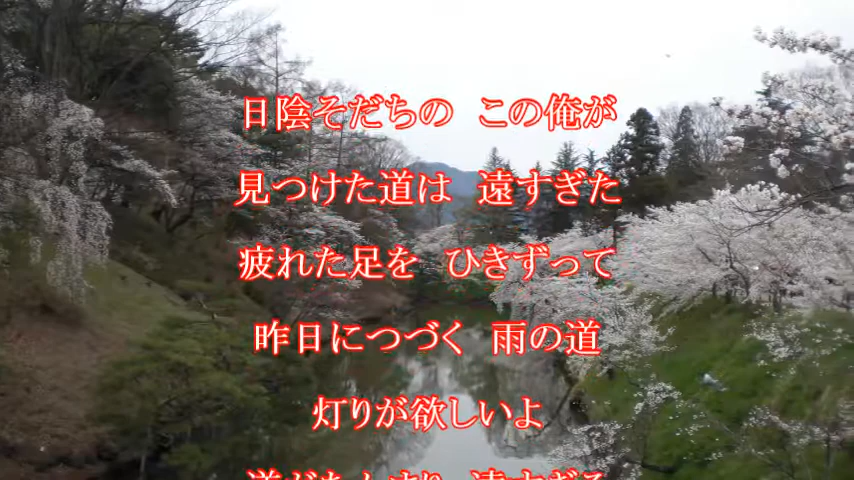 日陰そだちの　この俺が
見つけた道は　遠すぎた
疲れた足を　ひきずって
昨日につづく　雨の道
灯りが欲しいよ